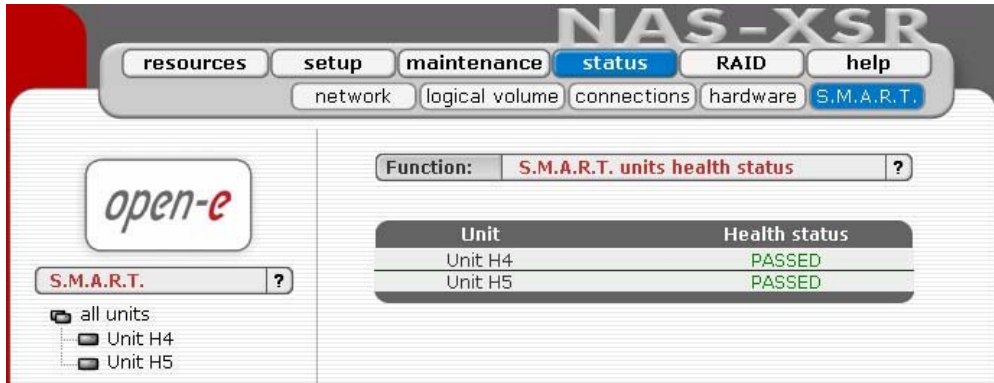 NAS-XSR
resources setup maintenance status RAID help
network logical volume connections hardware S.M.A.R.T.
open-e
Function: S.M.A.R.T. units health status ?
Unit Health status
Unit H4 PASSED
Unit H5 PASSED
S.M.A.R.T. ?
all units
Unit H4
Unit H5